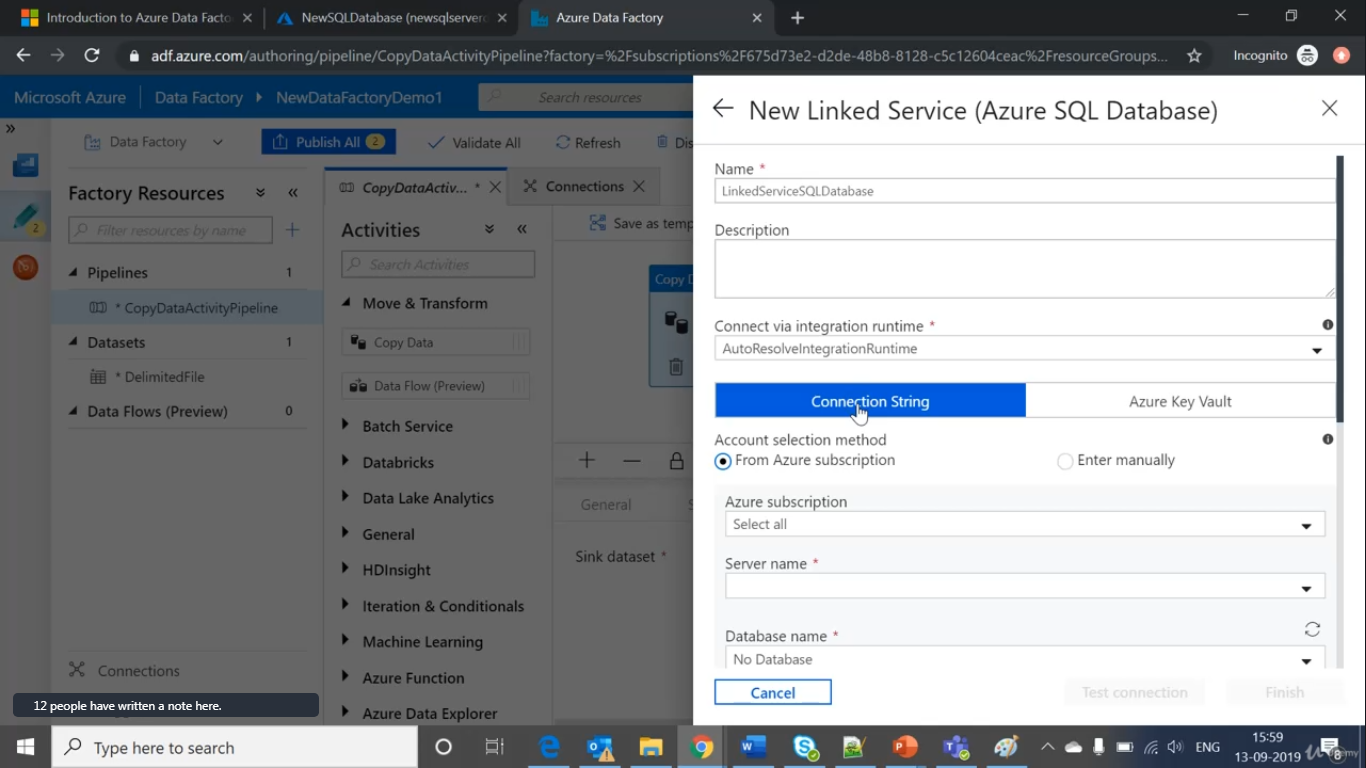 Introduction to Azure Data Facto
NewSQLDatabase (newsqlserver
Azure Data Factory
adf.azure.com/authoring/pipeline/CopyDataActivityPipeline?factory=%2Fsubscriptions%2F675d73e2-d2de-48b8-8128-c5c12604ceac%2FresourceGroups...
Incognito
Microsoft Azure
Data Factory
NewDataFactoryDemo1
Search resources
New Linked Service (Azure SQL Database)
Data Factory
Publish All 2
Validate All
Refresh
Dis
Factory Resources
Filter resources by name
Pipelines 1
* CopyDataActivityPipeline
Datasets 1
* DelimitedFile
Data Flows (Preview) 0
Connections
2
CopyDataActiv... *
Connections
Save as temp
Activities
Search Activities
Move & Transform
Copy Data
Data Flow (Preview)
Batch Service
Databricks
Data Lake Analytics
General
HDInsight
Iteration & Conditionals
Machine Learning
Azure Function
Azure Data Explorer
Copy D
General
S
Sink dataset *
Name *
LinkedServiceSQLDatabase
Description
Connect via integration runtime *
AutoResolveIntegrationRuntime
Connection String
Azure Key Vault
Account selection method
From Azure subscription
Enter manually
Azure subscription
Select all
Server name *
Database name *
No Database
Cancel
Test connection
Finish
12 people have written a note here.
Type here to search
ENG
15:59
13-09-2019
8